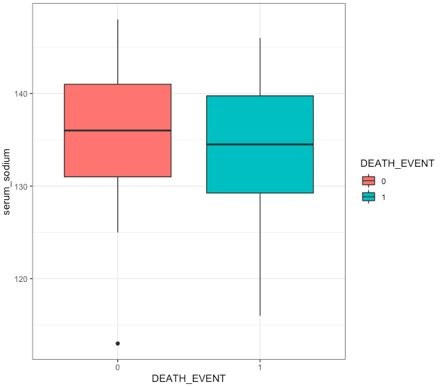 serum_sodium
140
130
120
0
1
DEATH_EVENT
DEATH_EVENT
0
1